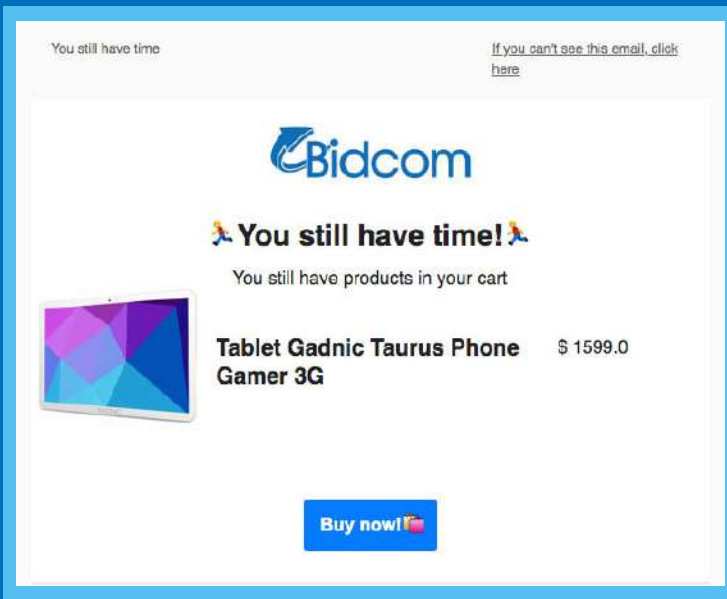 You still have time
If you can't see this email, click
here
Bidcom
🏃You still have time!🏃
You still have products in your cart
Tablet Gadnic Taurus Phone
Gamer 3G
$ 1599.0
Buy now!🛍️